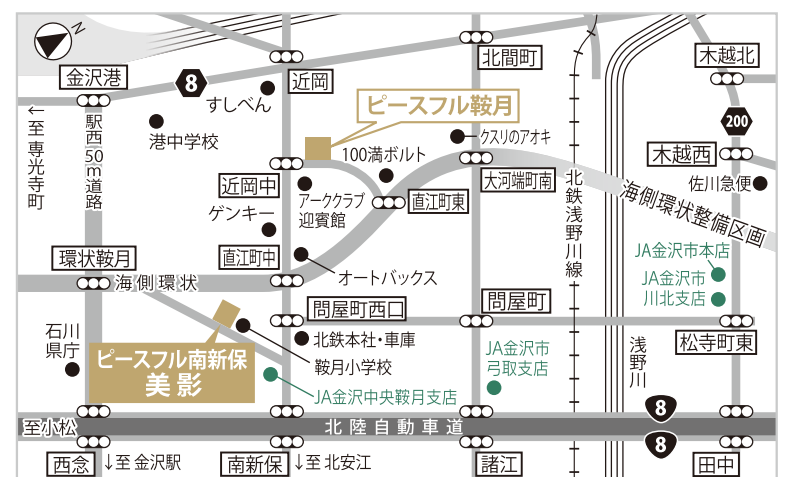 N
金沢港
8
近岡
すしべん
北間町
木越北
200
ピースフル鞍月
←至 専光寺町
駅西50m道路
港中学校
クスリのアオキ
100満ボルト
木越西
佐川急便
近岡中
アーククラブ
迎賓館
直江町東
大河端町南
北鉄浅野川線
海側環状整備区画
ゲンキー
直江町中
環状鞍月
海側環状
オートバックス
JA金沢市本店
JA金沢市
川北支店
問屋町西口
問屋町
石川
県庁
ピースフル南新保
美影
北鉄本社・車庫
鞍月小学校
JA金沢市
弓取支店
浅野川
松寺町東
JA金沢中央鞍月支店
8
至小松
北陸自動車道
8
西念
↓至 金沢駅
南新保
↓至 北安江
諸江
田中